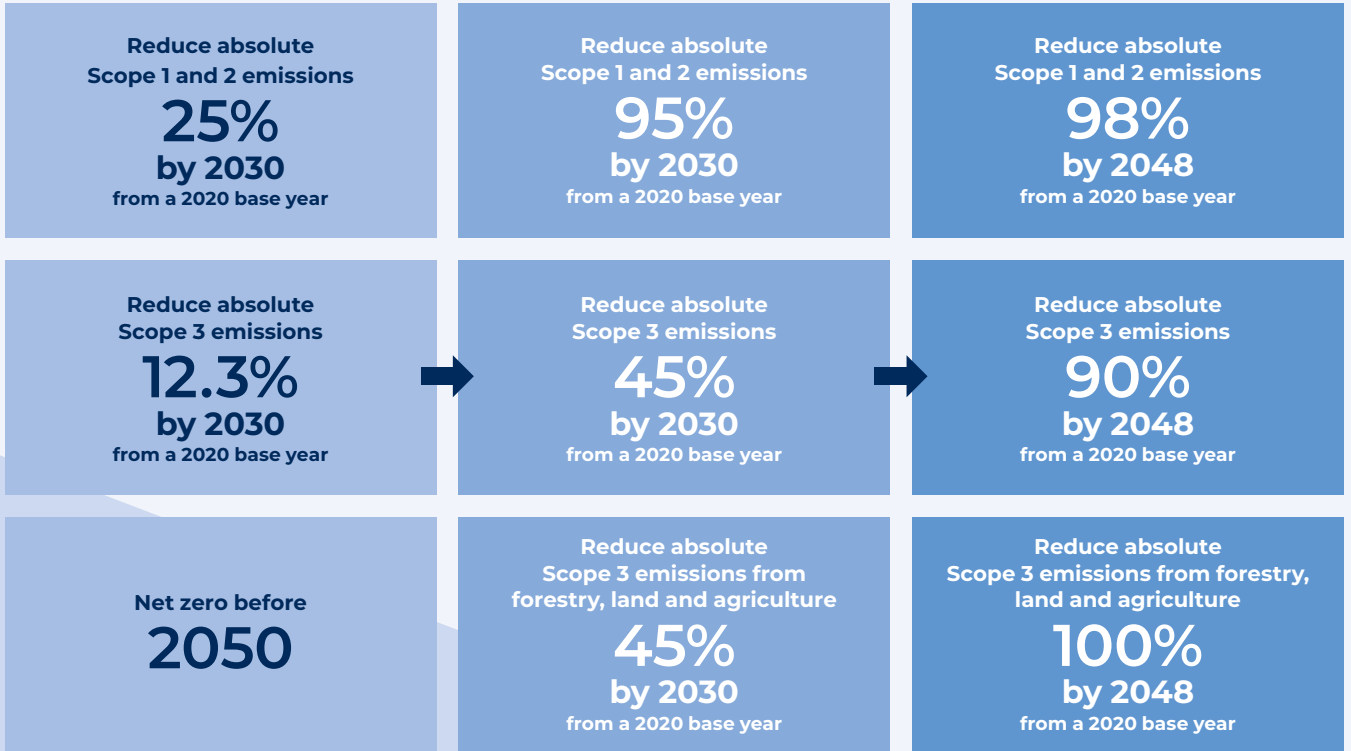 Reduce absolute
Scope 1 and 2 emissions
25%
by 2030
from a 2020 base year
Reduce absolute
Scope 1 and 2 emissions
95%
by 2030
from a 2020 base year
Reduce absolute
Scope 1 and 2 emissions
98%
by 2048
from a 2020 base year
Reduce absolute
Scope 3 emissions
12.3%
by 2030
from a 2020 base year
Reduce absolute
Scope 3 emissions
45%
by 2030
from a 2020 base year
Reduce absolute
Scope 3 emissions
90%
by 2048
from a 2020 base year
Net zero before
2050
Reduce absolute
Scope 3 emissions from
forestry, land and agriculture
45%
by 2030
from a 2020 base year
Reduce absolute
Scope 3 emissions from forestry,
land and agriculture
100%
by 2048
from a 2020 base year